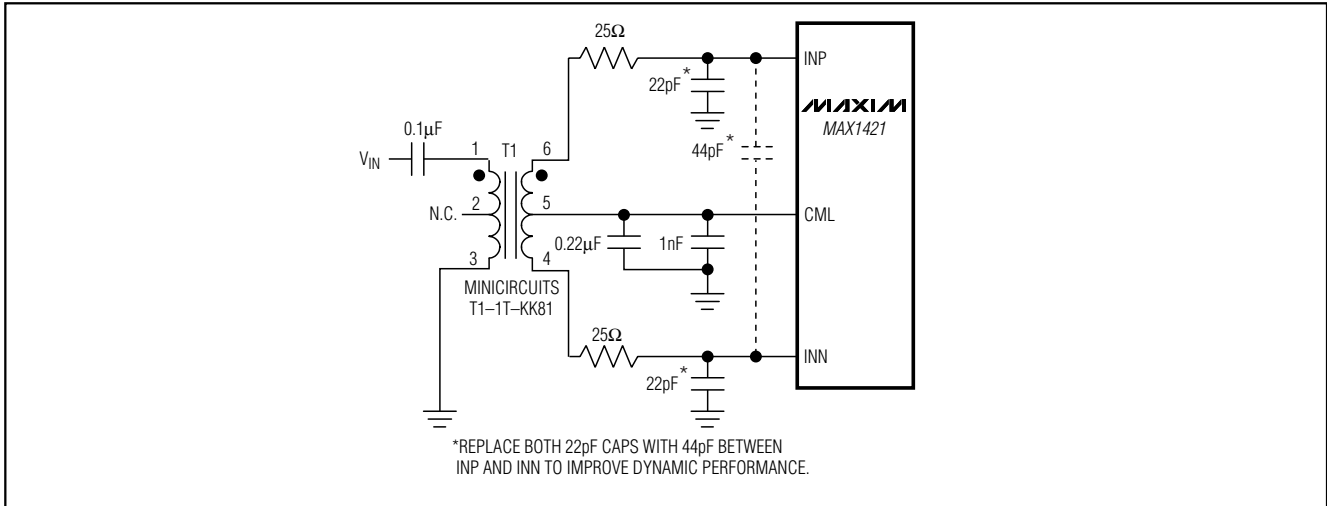 25Ω
INP
22pF*
MAXIM
MAX1421
0.1µF
44pF*
1
T1
6
VIN
N.C.
2
5
CML
0.22µF
1nF
3
4
MINICIRCUITS
T1–1T–KK81
25Ω
INN
22pF*
*REPLACE BOTH 22pF CAPS WITH 44pF BETWEEN
INP AND INN TO IMPROVE DYNAMIC PERFORMANCE.